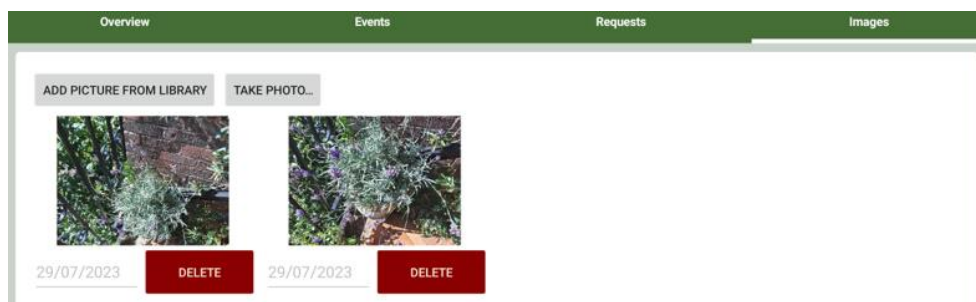 Overview Events Requests Images
ADD PICTURE FROM LIBRARY TAKE PHOTO...
29/07/2023 DELETE 29/07/2023 DELETE